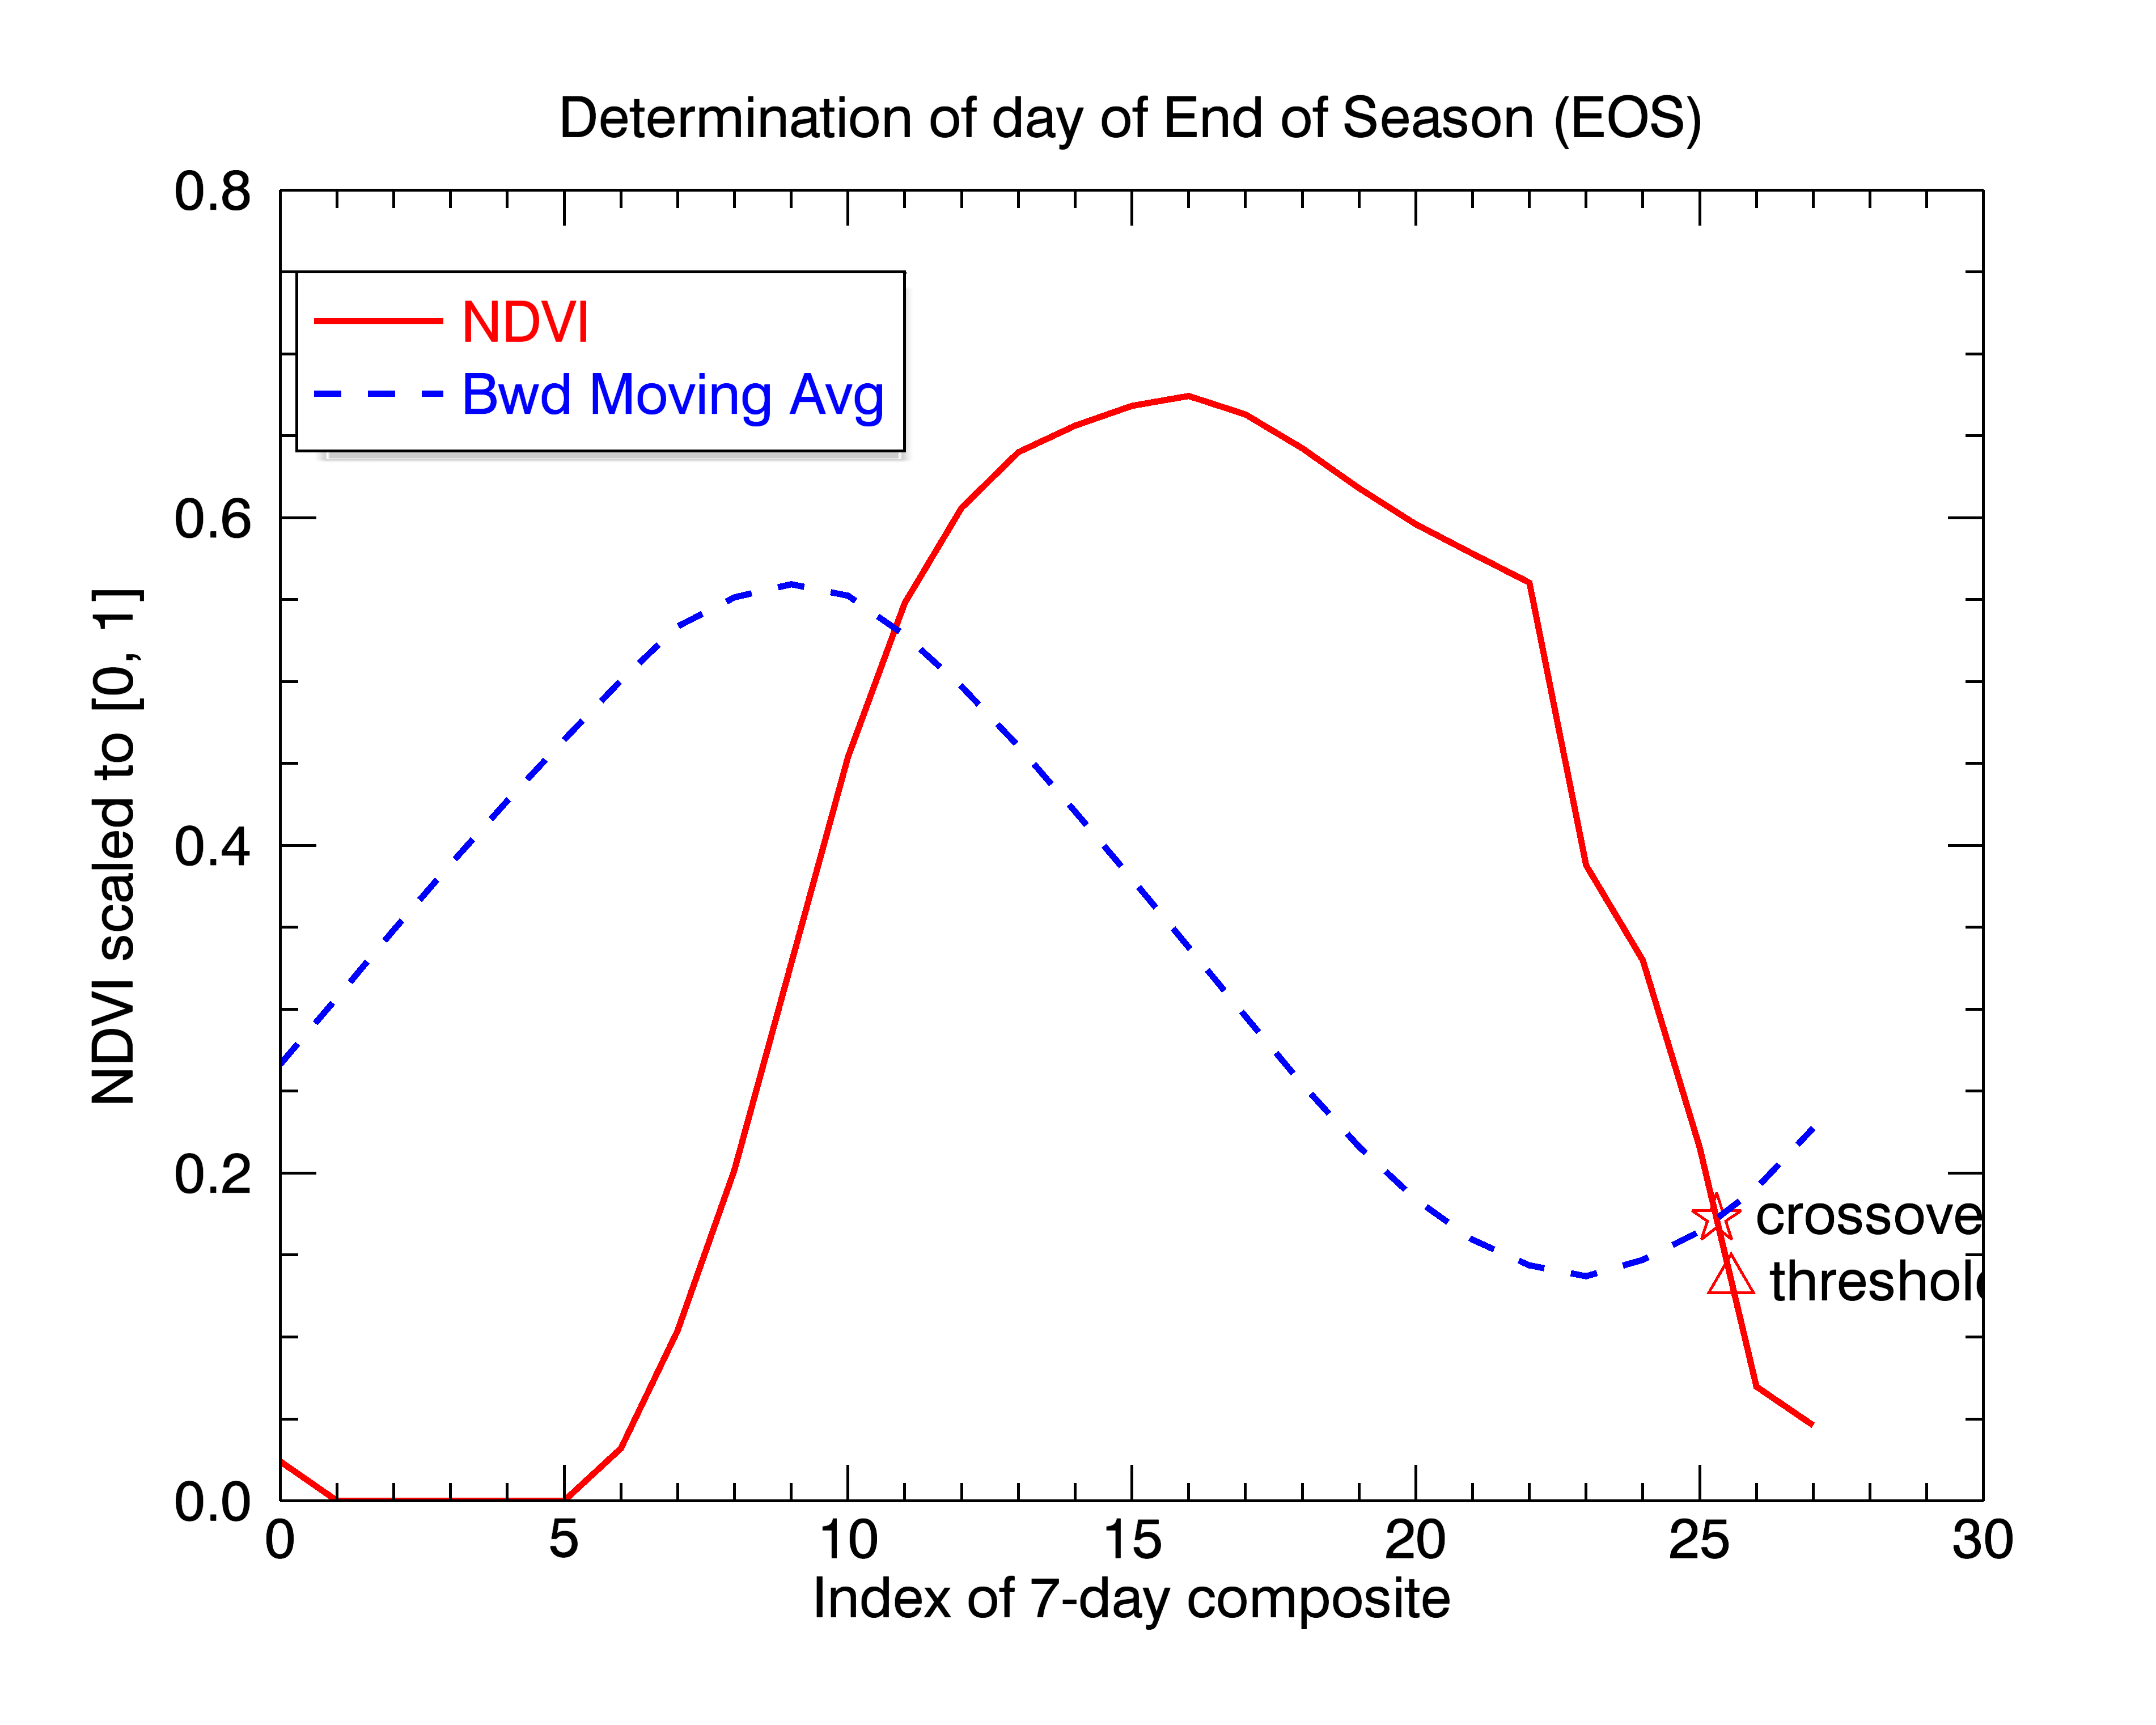 Determination of day of End of Season (EOS)
0.8
0.6
0.4
0.2
0.0
NDVI scaled to [0, 1]
NDVI
Bwd Moving Avg
crossove
threshol
0 5 10 15 20 25 30
Index of 7-day composite